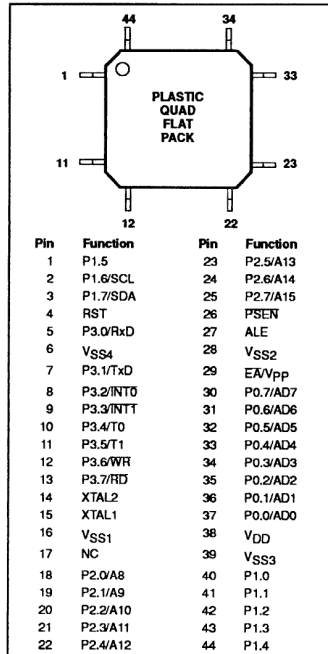 44 34
1 33
PLASTIC
QUAD
FLAT
PACK
11 23
12 22
Pin Function Pin Function
1 P1.5 23 P2.5/A13
2 P1.6/SCL 24 P2.6/A14
3 P1.7/SDA 25 P2.7/A15
4 RST 26 PSEN
5 P3.0/RxD 27 ALE
6 VSS4 28 VSS2
7 P3.1/TxD 29 EA/VPP
8 P3.2/INT0 30 P0.7/AD7
9 P3.3/INT1 31 P0.6/AD6
10 P3.4/T0 32 P0.5/AD5
11 P3.5/T1 33 P0.4/AD4
12 P3.6/WR 34 P0.3/AD3
13 P3.7/RD 35 P0.2/AD2
14 XTAL2 36 P0.1/AD1
15 XTAL1 37 P0.0/AD0
16 VSS1 38 VDD
17 NC 39 VSS3
18 P2.0/A8 40 P1.0
19 P2.1/A9 41 P1.1
20 P2.2/A10 42 P1.2
21 P2.3/A11 43 P1.3
22 P2.4/A12 44 P1.4